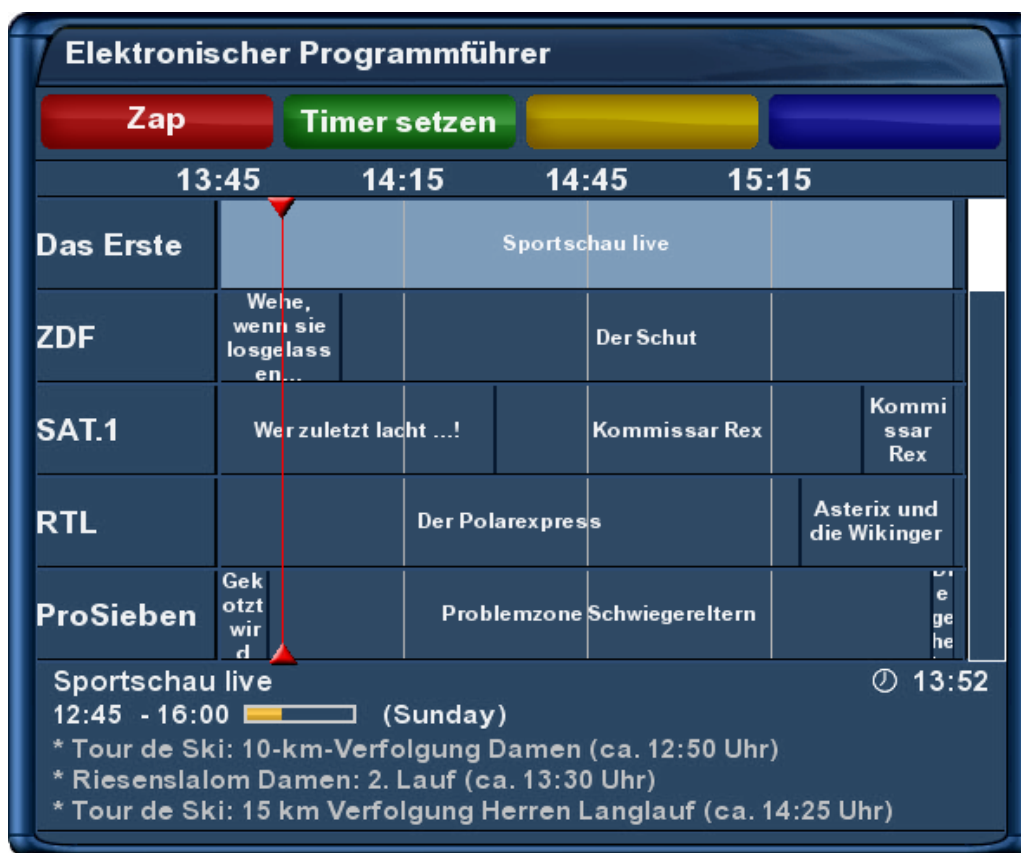 Elektronischer Programmführer
Zap
Timer setzen
13:45 14:15 14:45 15:15
Das Erste
Sportschau live
ZDF
Wehe,
wenn sie
losgelass
en...
Der Schut
SAT.1
Wer zuletzt lacht ...!
Kommissar Rex
Kommi
ssar
Rex
RTL
Der Polarexpress
Asterix und
die Wikinger
ProSieben
Gek
otzt
wir
d
Problemzone Schwiegereltern
e
ge
he
Sportschau live
13:52
12:45 - 16:00 (Sunday)
* Tour de Ski: 10-km-Verfolgung Damen (ca. 12:50 Uhr)
* Riesenslalom Damen: 2. Lauf (ca. 13:30 Uhr)
* Tour de Ski: 15 km Verfolgung Herren Langlauf (ca. 14:25 Uhr)